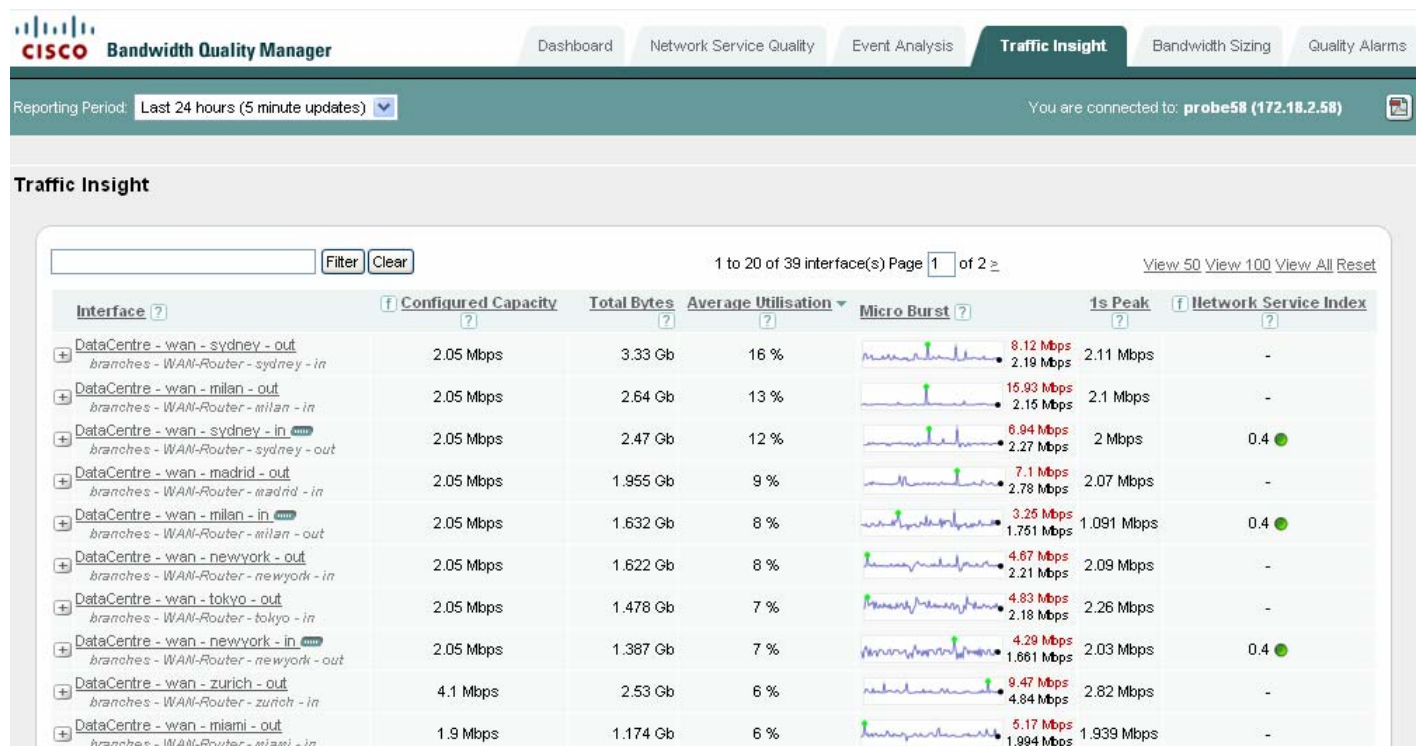 CISCO Bandwidth Quality Manager
Dashboard Network Service Quality Event Analysis Traffic Insight Bandwidth Sizing Quality Alarms
Reporting Period: Last 24 hours (5 minute updates) You are connected to: probe58 (172.18.2.58)
Traffic Insight
Filter Clear 1 to 20 of 39 interface(s) Page 1 of 2 > View 50 View 100 View All Reset
Interface ? f Configured Capacity ? Total Bytes ? Average Utilisation ? Micro Burst ? 1s Peak ? f Network Service Index ?
DataCentre - wan - sydney - out 2.05 Mbps 3.33 Gb 16 % 8.12 Mbps 2.19 Mbps 2.11 Mbps -
branches - WAN-Router - sydney - in
DataCentre - wan - milan - out 2.05 Mbps 2.64 Gb 13 % 15.93 Mbps 2.15 Mbps 2.1 Mbps -
branches - WAN-Router - milan - in
DataCentre - wan - sydney - in 2.05 Mbps 2.47 Gb 12 % 6.94 Mbps 2.27 Mbps 2 Mbps 0.4
branches - WAN-Router - sydney - out
DataCentre - wan - madrid - out 2.05 Mbps 1.955 Gb 9 % 7.1 Mbps 2.78 Mbps 2.07 Mbps -
branches - WAN-Router - madrid - in
DataCentre - wan - milan - in 2.05 Mbps 1.632 Gb 8 % 3.25 Mbps 1.751 Mbps 1.091 Mbps 0.4
branches - WAN-Router - milan - out
DataCentre - wan - newyork - out 2.05 Mbps 1.622 Gb 8 % 4.67 Mbps 2.21 Mbps 2.09 Mbps -
branches - WAN-Router - newyork - in
DataCentre - wan - tokyo - out 2.05 Mbps 1.478 Gb 7 % 4.83 Mbps 2.18 Mbps 2.26 Mbps -
branches - WAN-Router - tokyo - in
DataCentre - wan - newyork - in 2.05 Mbps 1.387 Gb 7 % 4.29 Mbps 1.661 Mbps 2.03 Mbps 0.4
branches - WAN-Router - newyork - out
DataCentre - wan - zurich - out 4.1 Mbps 2.53 Gb 6 % 9.47 Mbps 4.84 Mbps 2.82 Mbps -
branches - WAN-Router - zurich - in
DataCentre - wan - miami - out 1.9 Mbps 1.174 Gb 6 % 5.17 Mbps 1.994 Mbps 1.939 Mbps -
branches - WAN-Router - miami - in